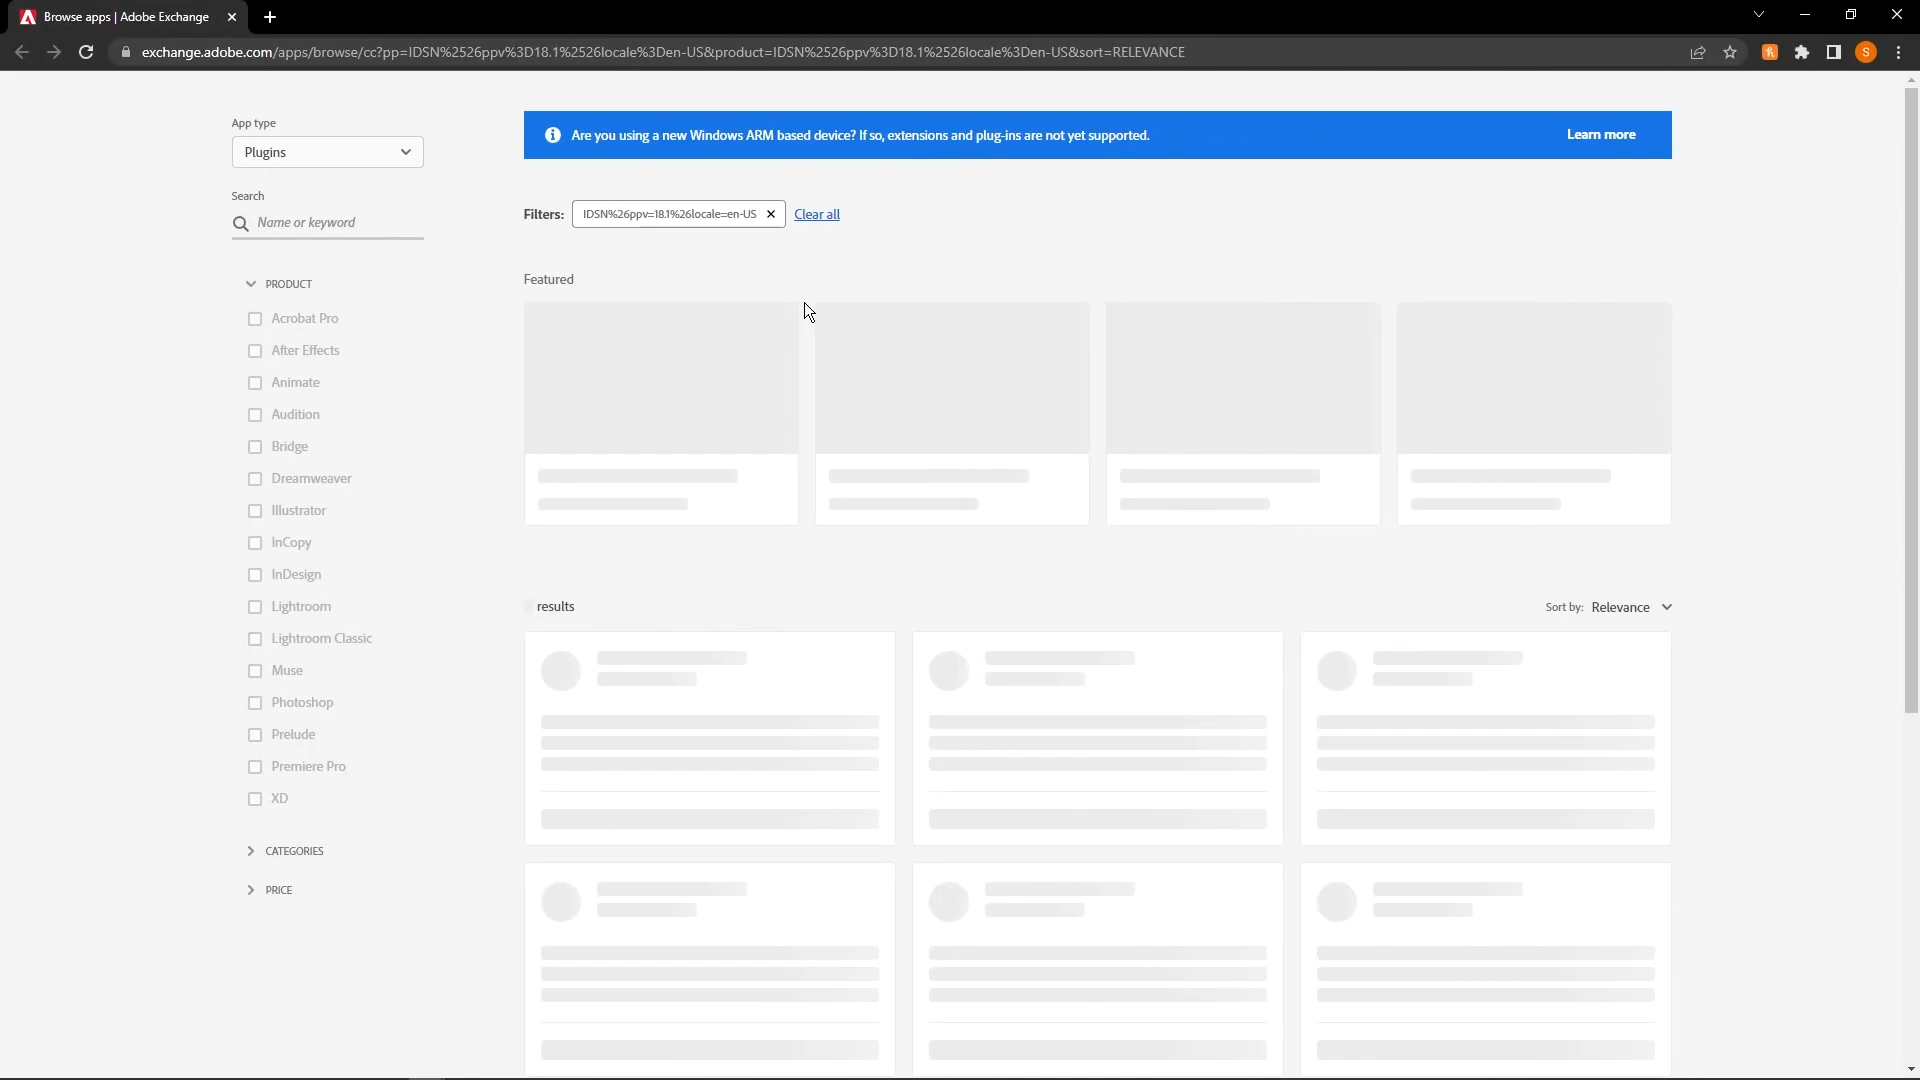 Browse apps | Adobe Exchange
exchange.adobe.com/apps/browse/cc?pp=IDSN%2526ppv%3D18.1%2526locale%3Den-US&product=IDSN%2526ppv%3D18.1%2526locale%3Den-US&sort=RELEVANCE
S
App type
Plugins
Search
Name or keyword
PRODUCT
Acrobat Pro
After Effects
Animate
Audition
Bridge
Dreamweaver
Illustrator
InCopy
InDesign
Lightroom
Lightroom Classic
Muse
Photoshop
Prelude
Premiere Pro
XD
CATEGORIES
PRICE
Are you using a new Windows ARM based device? If so, extensions and plug-ins are not yet supported.
Learn more
Filters: IDSN%26ppv=18.1%26locale=en-US Clear all
Featured
results
Sort by: Relevance